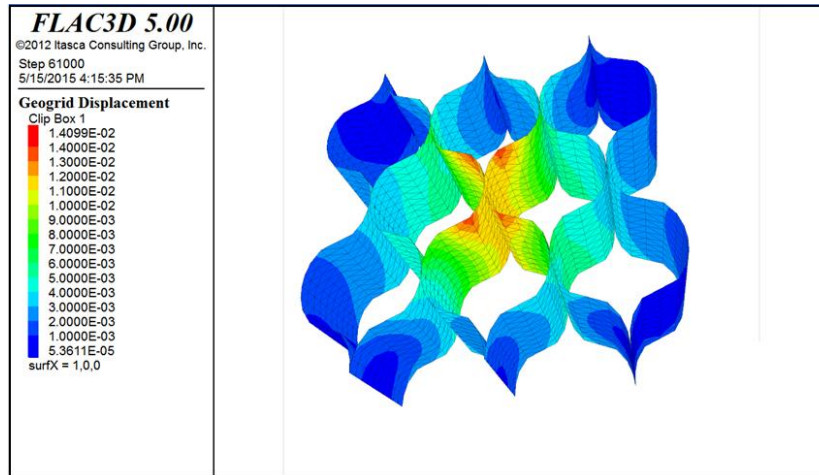 FLAC3D 5.00
©2012 Itasca Consulting Group, Inc.
Step 61000
5/15/2015 4:15:35 PM
Geogrid Displacement
Clip Box 1
1.4099E-02
1.4000E-02
1.3000E-02
1.2000E-02
1.1000E-02
1.0000E-02
9.0000E-03
8.0000E-03
7.0000E-03
6.0000E-03
5.0000E-03
4.0000E-03
3.0000E-03
2.0000E-03
1.0000E-03
5.3611E-05
surfX = 1,0,0